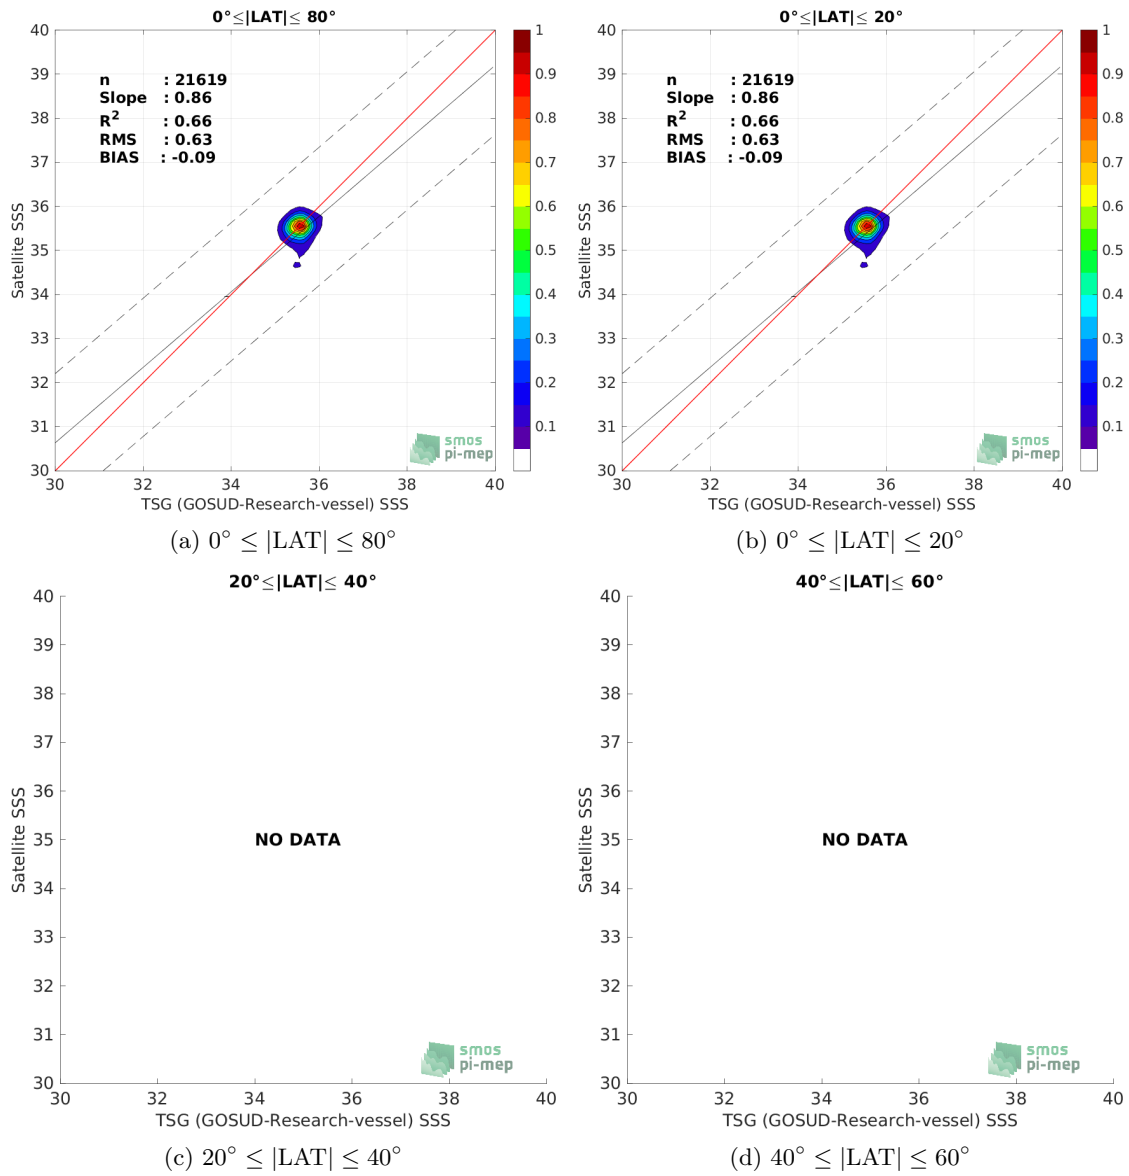 0°≤|LAT|≤ 80°
40
39
38
37
36
35
34
33
32
31
30
Satellite SSS
n : 21619
Slope : 0.86
R2 : 0.66
RMS : 0.63
BIAS : -0.09
smos
pi-mep
30 32 34 36 38 40
TSG (GOSUD-Research-vessel) SSS
1
0.9
0.8
0.7
0.6
0.5
0.4
0.3
0.2
0.1
(a) 0° ≤ |LAT| ≤ 80°
0°≤|LAT|≤ 20°
40
39
38
37
36
35
34
33
32
31
30
Satellite SSS
n : 21619
Slope : 0.86
R2 : 0.66
RMS : 0.63
BIAS : -0.09
smos
pi-mep
30 32 34 36 38 40
TSG (GOSUD-Research-vessel) SSS
1
0.9
0.8
0.7
0.6
0.5
0.4
0.3
0.2
0.1
(b) 0° ≤ |LAT| ≤ 20°
20°≤|LAT|≤ 40°
40
39
38
37
36
35
34
33
32
31
30
Satellite SSS
NO DATA
smos
pi-mep
30 32 34 36 38 40
TSG (GOSUD-Research-vessel) SSS
(c) 20° ≤ |LAT| ≤ 40°
40°≤|LAT|≤ 60°
40
39
38
37
36
35
34
33
32
31
30
Satellite SSS
NO DATA
smos
pi-mep
30 32 34 36 38 40
TSG (GOSUD-Research-vessel) SSS
(d) 40° ≤ |LAT| ≤ 60°